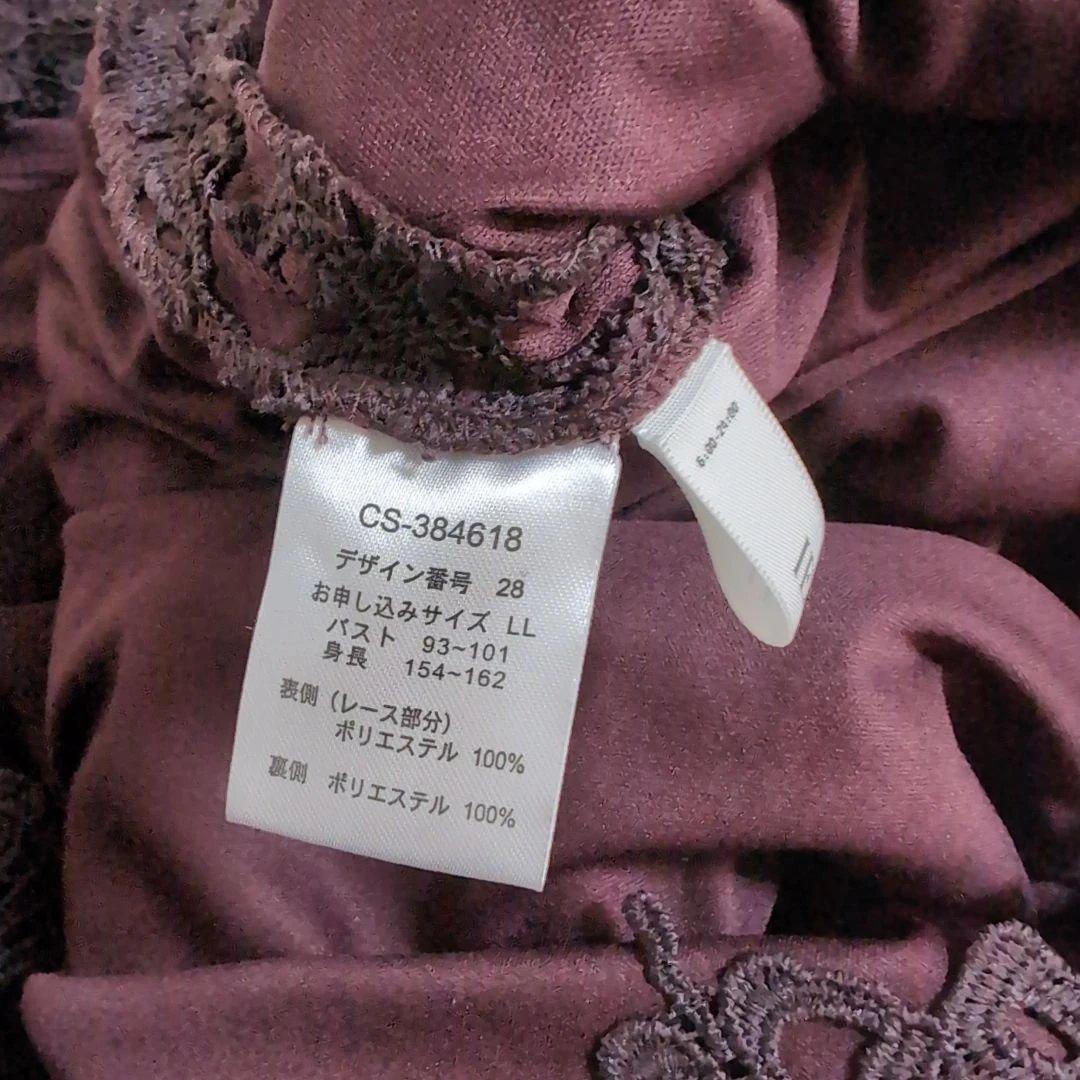 CS-384618
デザイン番号 28
お申し込みサイズ LL
バスト 93~101
身長 154~162
表側（レース部分）
ポリエステル 100%
裏側 ポリエステル 100%